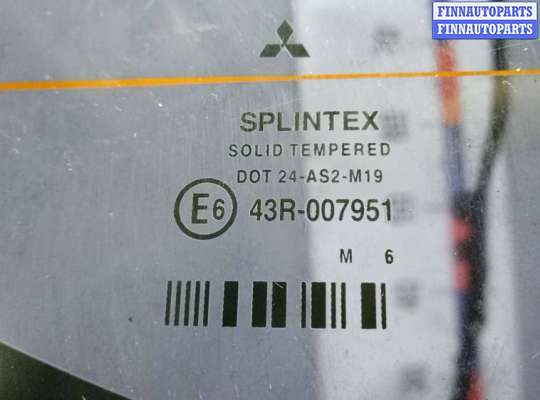 FINNAUTOPARTS
FINNAUTOPARTS
SPLINTEX
SOLID TEMPERED
DOT 24-AS2-M19
E6 43R-007951
M 6